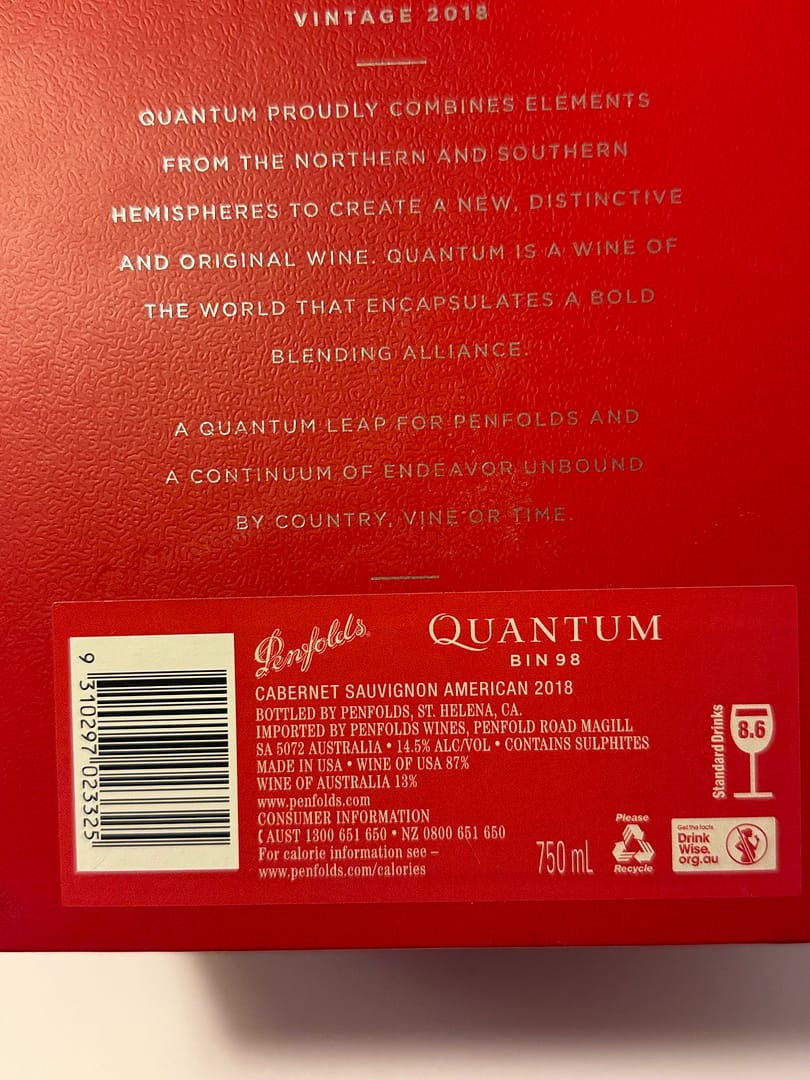 VINTAGE 2018
QUANTUM PROUDLY COMBINES ELEMENTS
FROM THE NORTHERN AND SOUTHERN
HEMISPHERES TO CREATE A NEW, DISTINCTIVE
AND ORIGINAL WINE. QUANTUM IS A WINE OF
THE WORLD THAT ENCAPSULATES A BOLD
BLENDING ALLIANCE.
A QUANTUM LEAP FOR PENFOLDS AND
A CONTINUUM OF ENDEAVOR UNBOUND
BY COUNTRY, VINE OR TIME.
9 310297 023325
Penfolds
QUANTUM
BIN 98
CABERNET SAUVIGNON AMERICAN 2018
BOTTLED BY PENFOLDS, ST. HELENA, CA.
IMPORTED BY PENFOLDS WINES, PENFOLD ROAD MAGILL
SA 5072 AUSTRALIA • 14.5% ALC/VOL • CONTAINS SULPHITES
MADE IN USA • WINE OF USA 87%
WINE OF AUSTRALIA 13%
www.penfolds.com
CONSUMER INFORMATION
AUST 1300 651 650 • NZ 0800 651 650
For calorie information see –
www.penfolds.com/calories
750 mL
Please
Recycle
Standard Drinks
8.6
Get the facts
Drink
Wise.
org.au